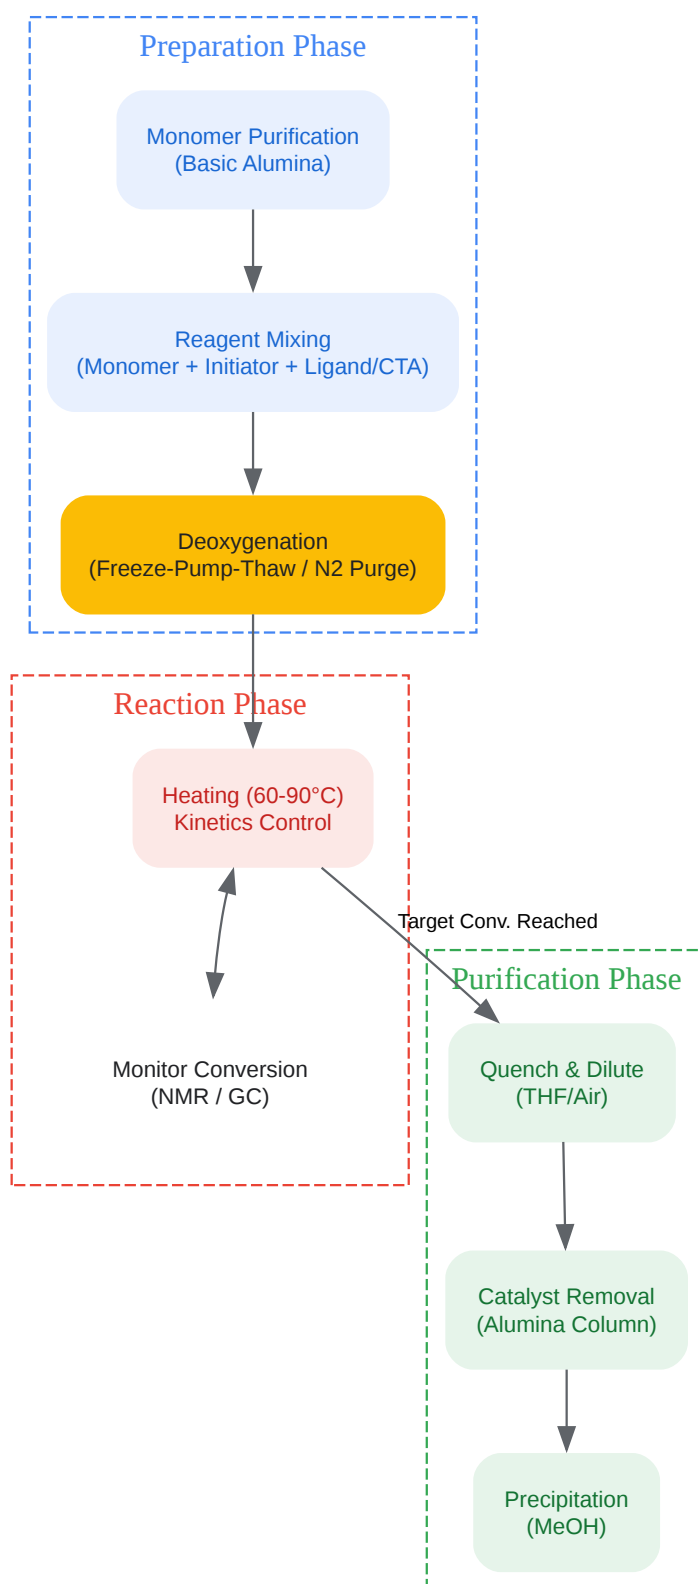 Preparation Phase
Monomer Purification
(Basic Alumina)
Reagent Mixing
(Monomer + Initiator + Ligand/CTA)
Deoxygenation
(Freeze-Pump-Thaw / N2 Purge)
Reaction Phase
Heating (60-90°C)
Kinetics Control
Target Conv. Reached
Monitor Conversion
(NMR / GC)
Purification Phase
Quench & Dilute
(THF/Air)
Catalyst Removal
(Alumina Column)
Precipitation
(MeOH)